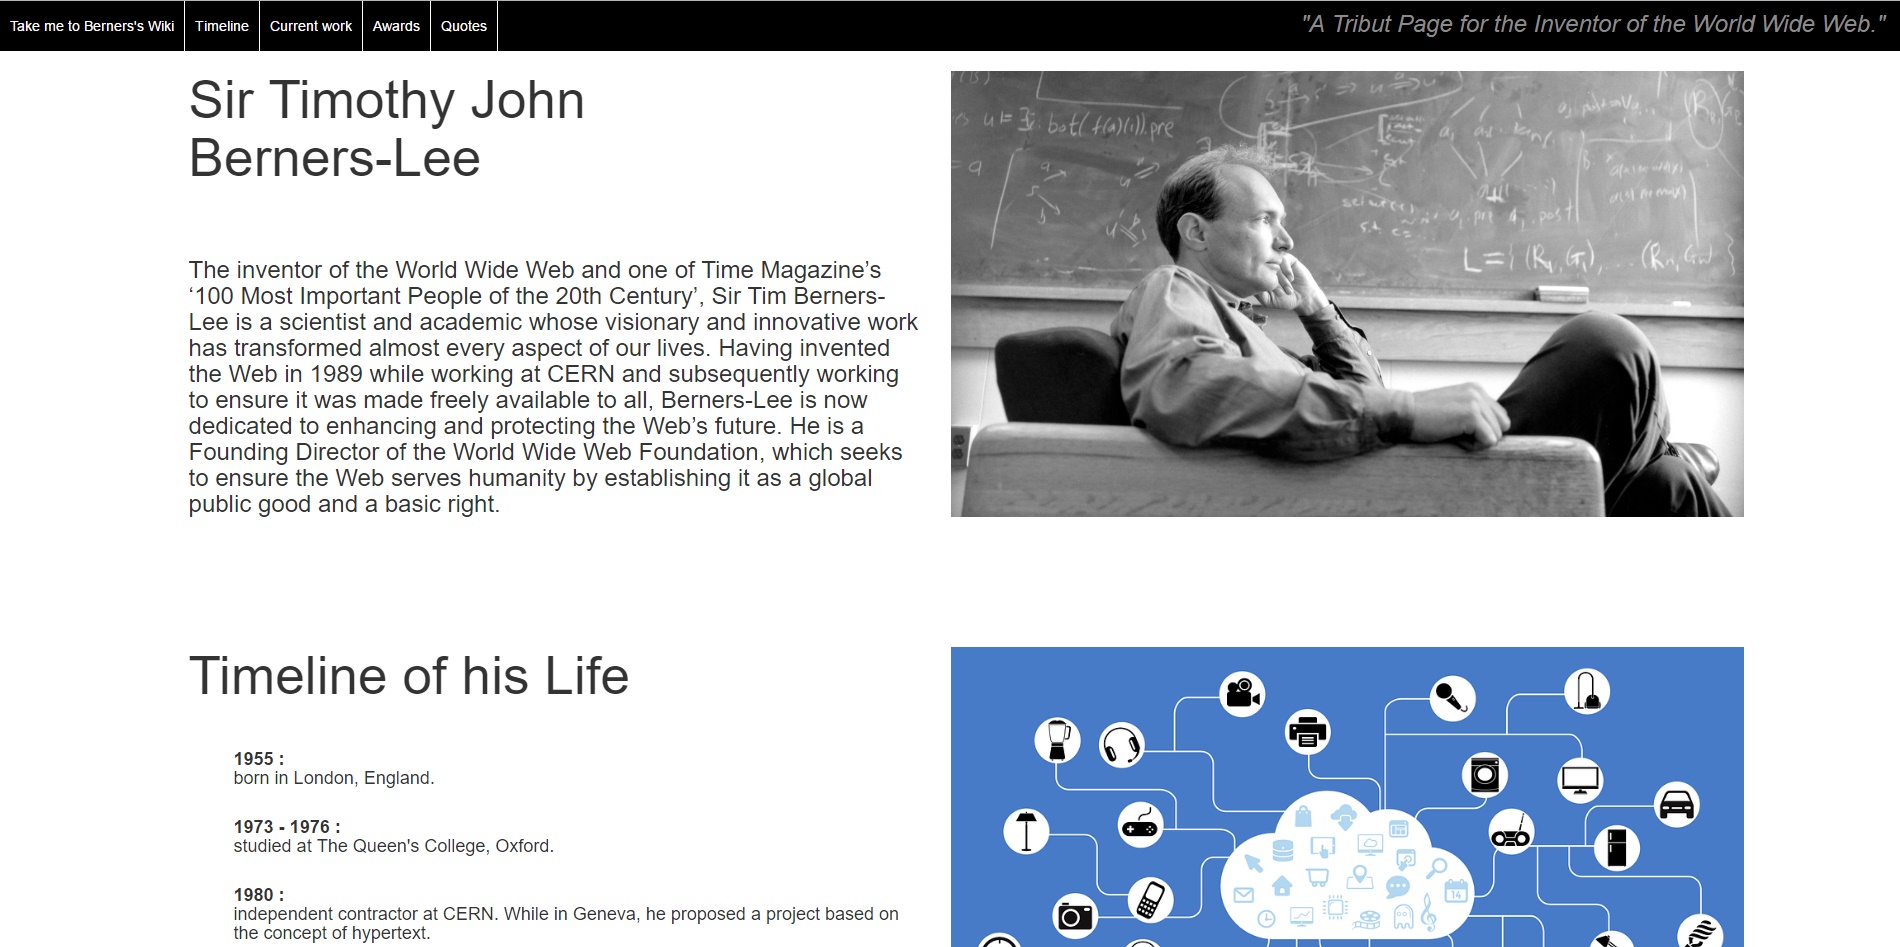 Take me to Berners's Wiki Timeline Current work Awards Quotes
"A Tribut Page for the Inventor of the World Wide Web."
Sir Timothy John
Berners-Lee
The inventor of the World Wide Web and one of Time Magazine’s
‘100 Most Important People of the 20th Century’, Sir Tim Berners-
Lee is a scientist and academic whose visionary and innovative work
has transformed almost every aspect of our lives. Having invented
the Web in 1989 while working at CERN and subsequently working
to ensure it was made freely available to all, Berners-Lee is now
dedicated to enhancing and protecting the Web’s future. He is a
Founding Director of the World Wide Web Foundation, which seeks
to ensure the Web serves humanity by establishing it as a global
public good and a basic right.
bot(f(a)(i)).pre
L={(R₁,G₁),...(Rn,Gn)}
Timeline of his Life
1955 :
born in London, England.
1973 - 1976 :
studied at The Queen's College, Oxford.
1980 :
independent contractor at CERN. While in Geneva, he proposed a project based on
the concept of hypertext.
14